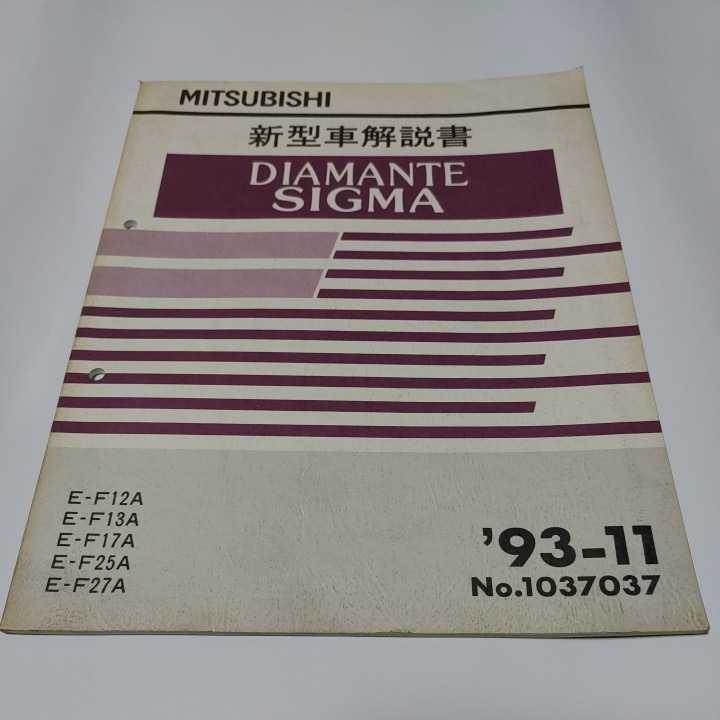 MITSUBISHI
新型車解説書
DIAMANTE
SIGMA
E-F12A
E-F13A
E-F17A
E-F25A
E-F27A
'93-11
No.1037037